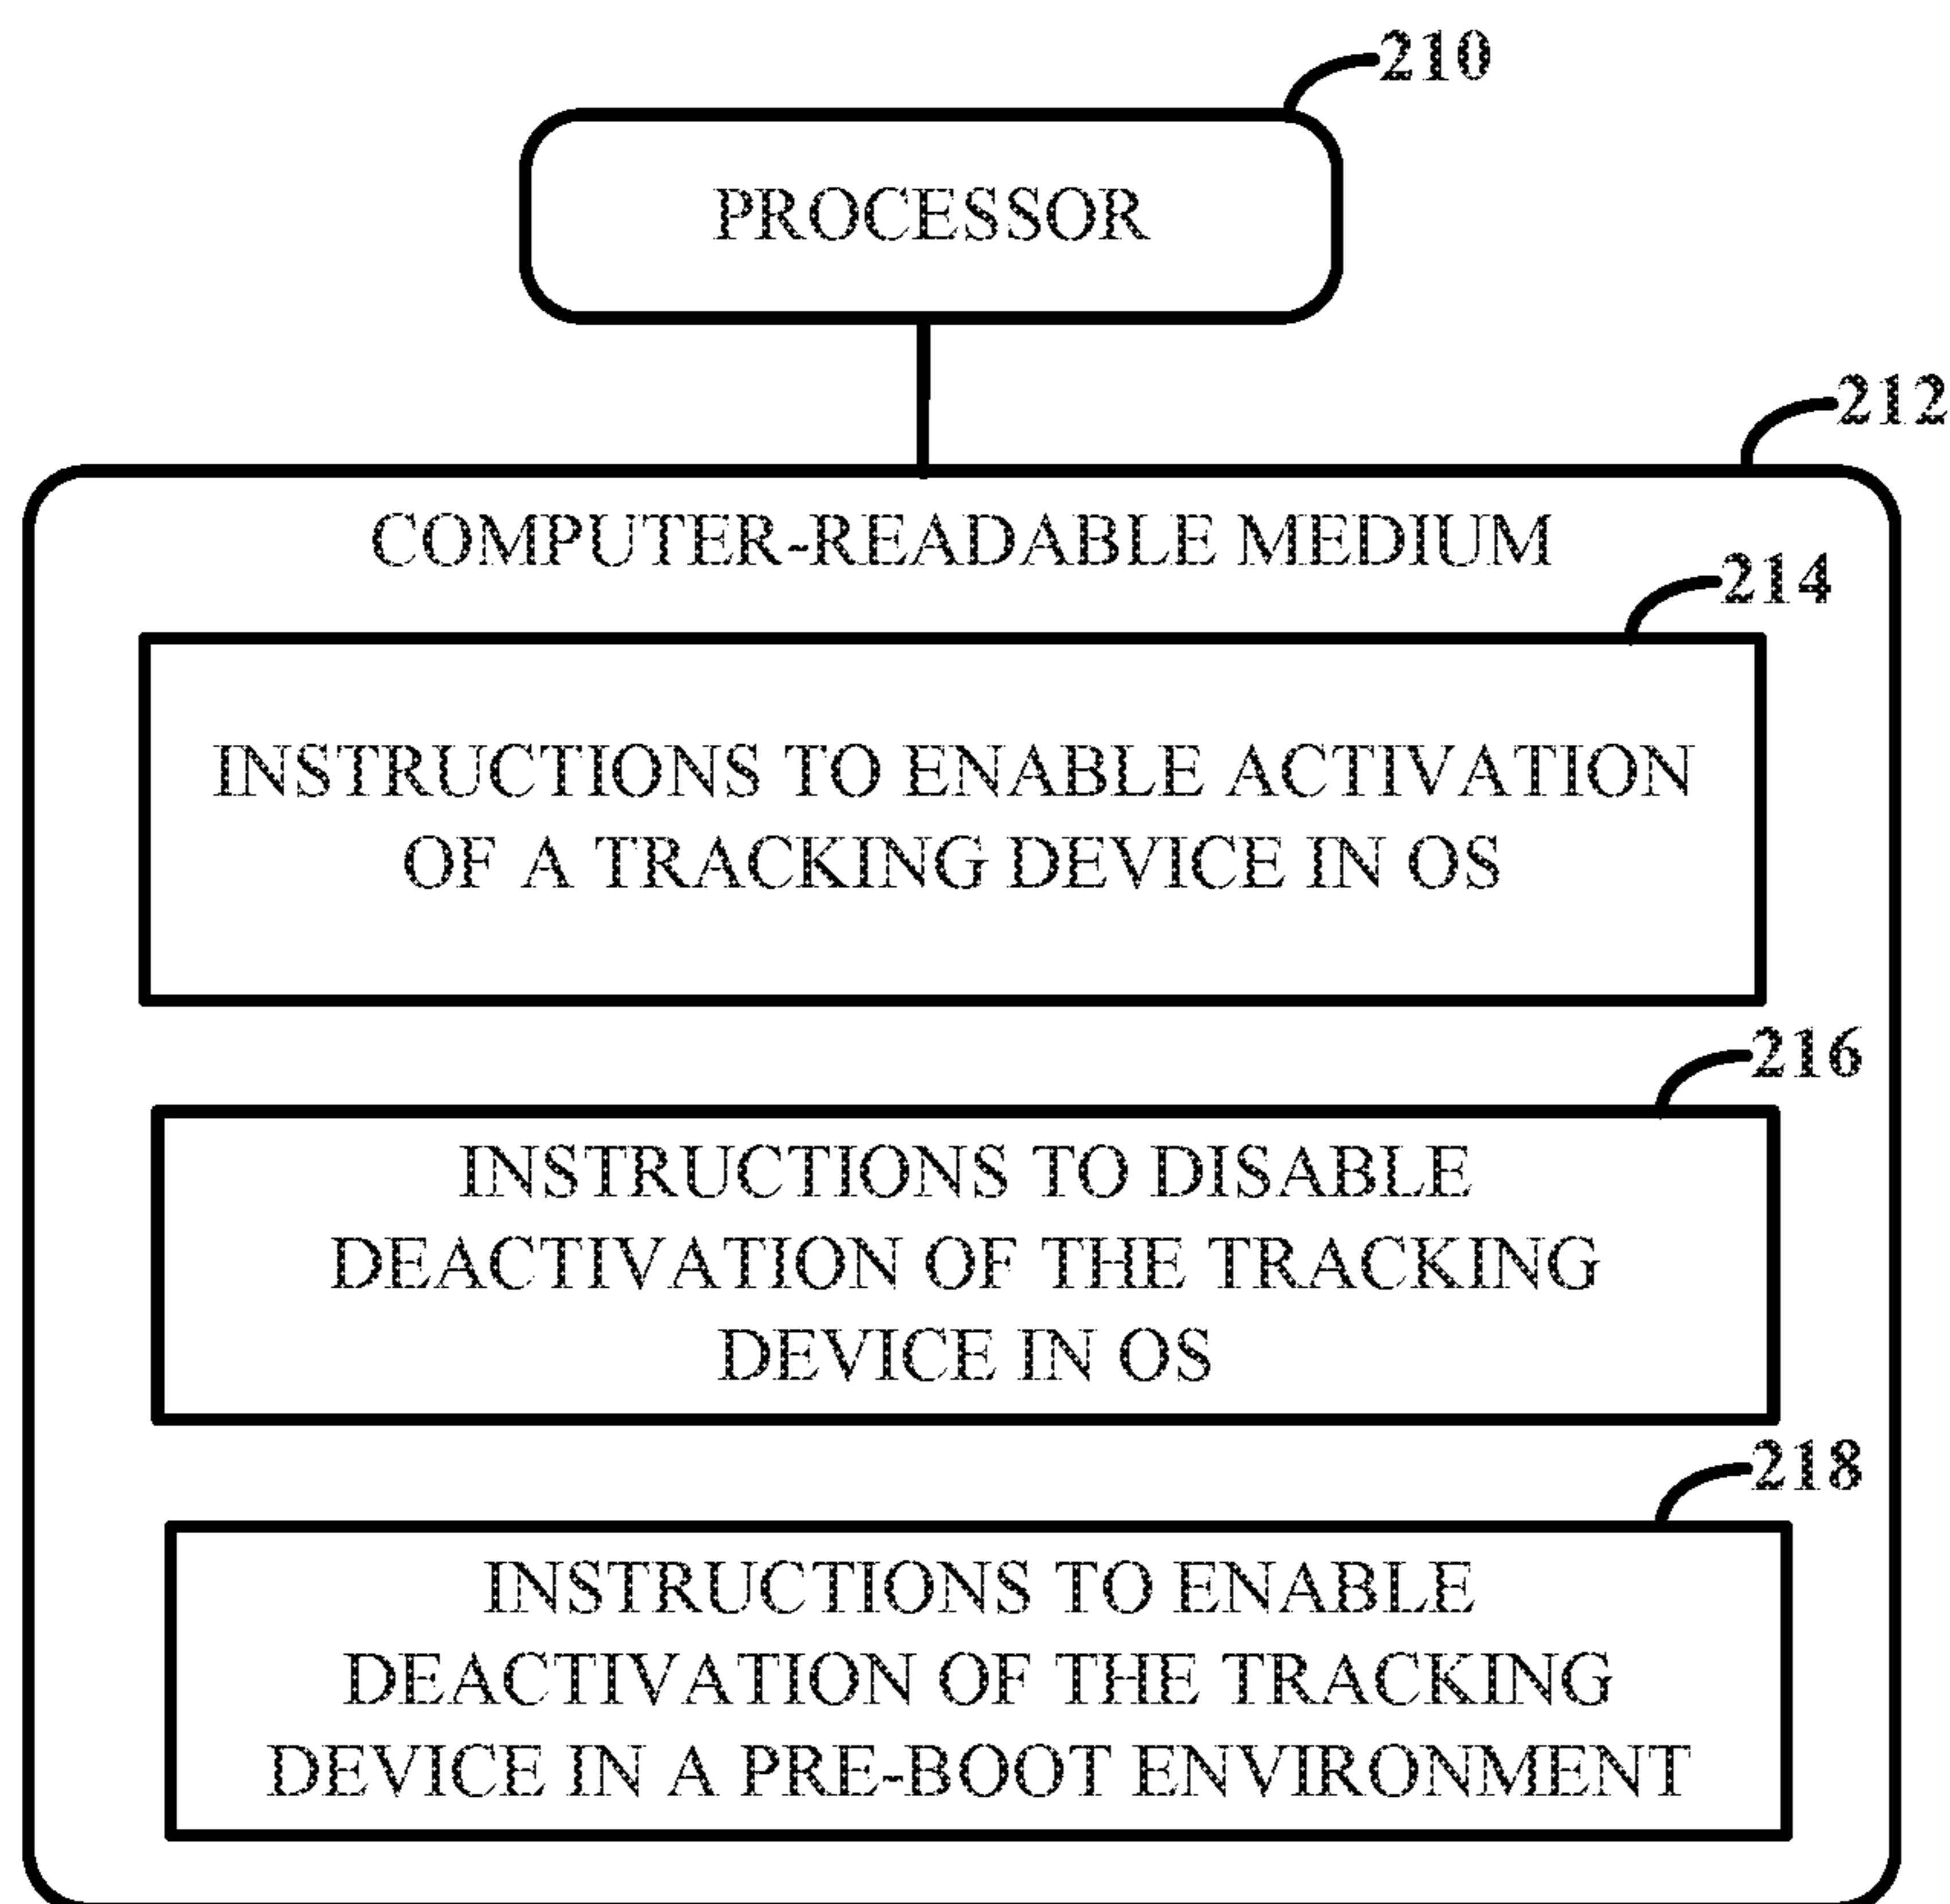 210
PROCESSOR
212
COMPUTER-READABLE MEDIUM
214
INSTRUCTIONS TO ENABLE ACTIVATION
OF A TRACKING DEVICE IN OS
216
INSTRUCTIONS TO DISABLE
DEACTIVATION OF THE TRACKING
DEVICE IN OS
218
INSTRUCTIONS TO ENABLE
DEACTIVATION OF THE TRACKING
DEVICE IN A PRE-BOOT ENVIRONMENT